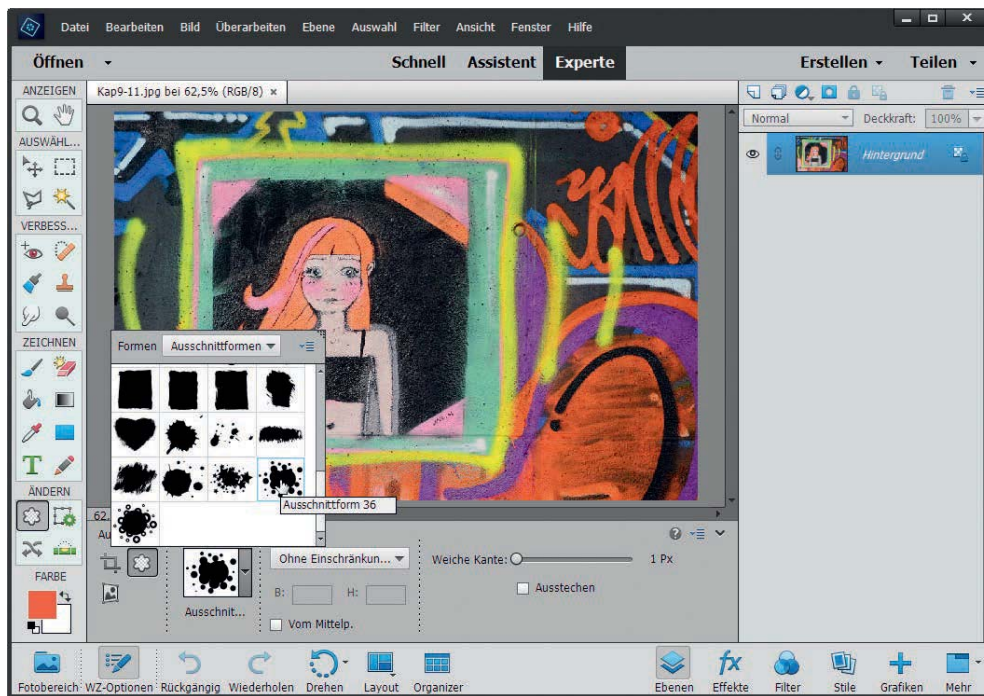 Datei Bearbeiten Bild Überarbeiten Ebene Auswahl Filter Ansicht Fenster Hilfe
Öffnen Schnell Assistent Experte Erstellen Teilen
ANZEIGEN
Kap9-11.jpg bei 62,5% (RGB/8) ×
Normal Deckkraft: 100%
AUSWÄHL...
Hintergrund
VERBESS...
ZEICHNEN
Formen Ausschnittformen
T
ÄNDERN
Ausschnittform 36
62.
Au
Ohne Einschränkun... Weiche Kante: 1 Px
FARBE
B: H: Ausstechen
Ausschnit...
Vom Mittelp.
fx
Fotobereich WZ-Optionen Rückgängig Wiederholen Drehen Layout Organizer Ebenen Effekte Filter Stile Grafiken Mehr